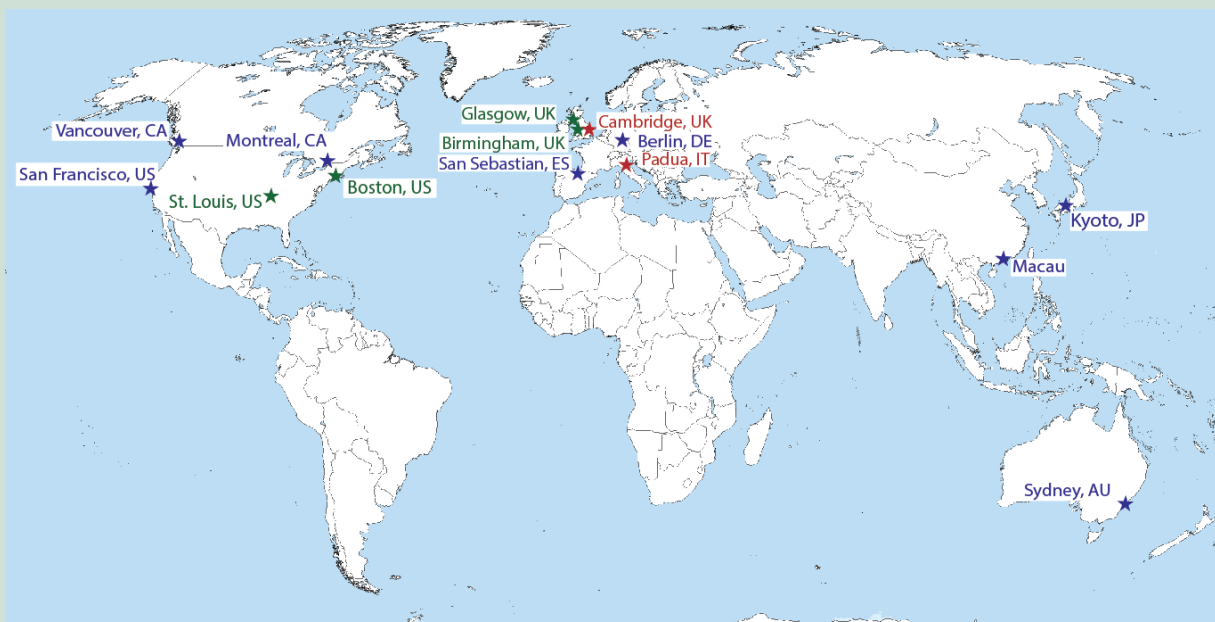 Glasgow, UK
Cambridge, UK
Vancouver, CA
Montreal, CA
Birmingham, UK
Berlin, DE
San Sebastian, ES
Padua, IT
San Francisco, US
Boston, US
St. Louis, US
Kyoto, JP
Macau
Sydney, AU